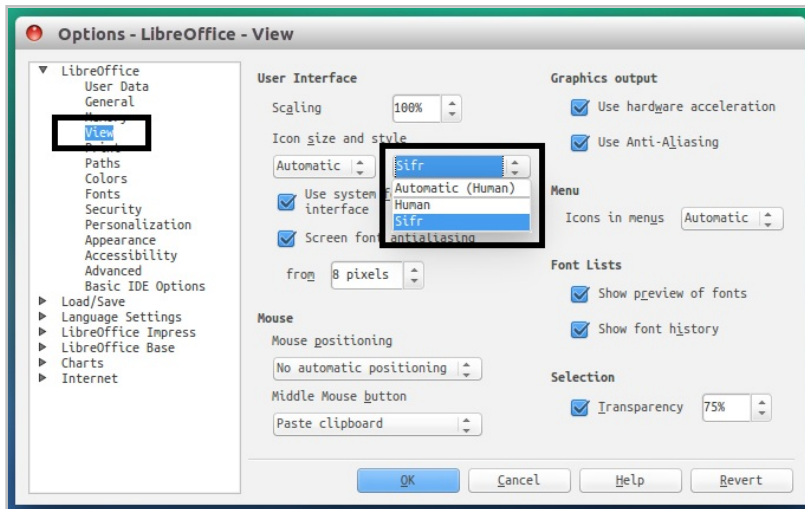 Options - LibreOffice - View
LibreOffice
User Data
General
Memory
View
Print
Paths
Colors
Fonts
Security
Personalization
Appearance
Accessibility
Advanced
Basic IDE Options
Load/Save
Language Settings
LibreOffice Impress
LibreOffice Base
Charts
Internet
User Interface
Scaling 100%
Icon size and style
Automatic Sifr
Automatic (Human)
Human
Sifr
Use system
interface
Screen font antialiasing
from 8 pixels
Mouse
Mouse positioning
No automatic positioning
Middle Mouse button
Paste clipboard
Graphics output
Use hardware acceleration
Use Anti-Aliasing
Menu
Icons in menus Automatic
Font Lists
Show preview of fonts
Show font history
Selection
Transparency 75%
OK Cancel Help Revert